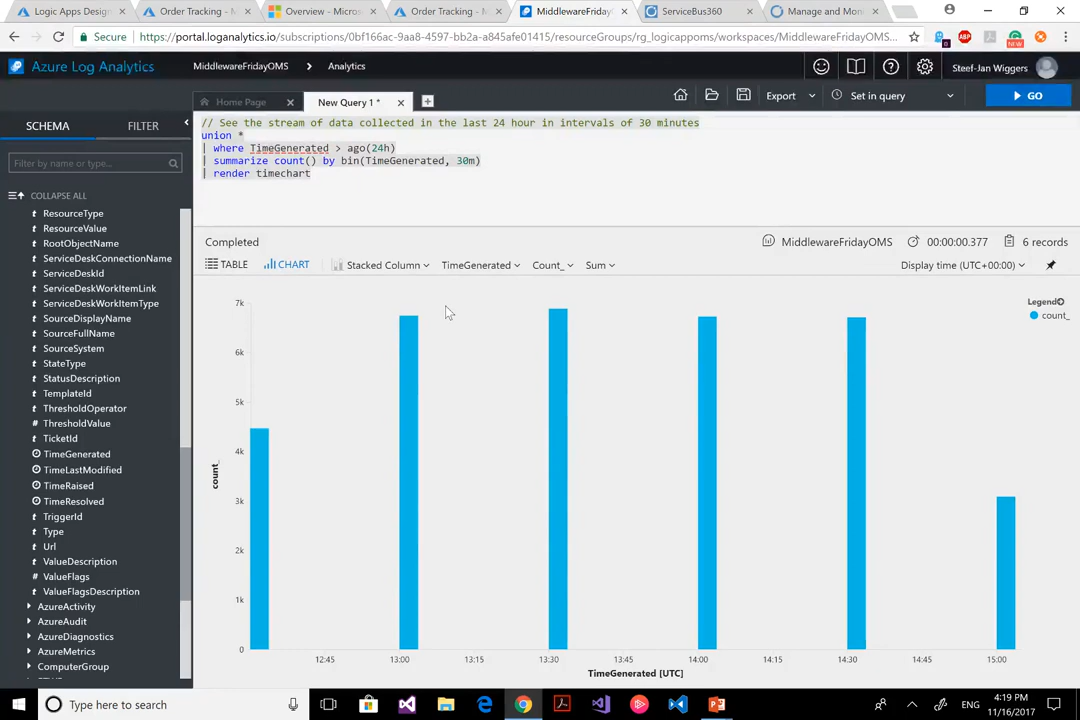 Logic Apps Design
Order Tracking - M
Overview - Micros
Order Tracking - M
MiddlewareFriday
ServiceBus360
Manage and Mon
Secure
https://portal.loganalytics.io/subscriptions/0bf166ac-9aa8-4597-bb2a-a845afe01415/resourceGroups/rg_logicappoms/workspaces/MiddlewareFridayOM...
ABP
NEW
Azure Log Analytics
MiddlewareFridayOMS
Analytics
Steef-Jan Wiggers
Home Page
New Query 1 *
Export
Set in query
GO
SCHEMA
FILTER
Filter by name or type...
COLLAPSE ALL
t ResourceType
t ResourceValue
t RootObjectName
t ServiceDeskConnectionName
t ServiceDeskId
t ServiceDeskWorkItemLink
t ServiceDeskWorkItemType
t SourceDisplayName
t SourceFullName
t SourceSystem
t StateType
t StatusDescription
t TemplateId
t ThresholdOperator
# ThresholdValue
t TicketId
TimeGenerated
TimeLastModified
TimeRaised
TimeResolved
t TriggerId
t Type
t Url
t ValueDescription
# ValueFlags
t ValueFlagsDescription
AzureActivity
AzureAudit
AzureDiagnostics
AzureMetrics
ComputerGroup
// See the stream of data collected in the last 24 hour in intervals of 30 minutes
union *
| where TimeGenerated > ago(24h)
| summarize count() by bin(TimeGenerated, 30m)
| render timechart
Completed
MiddlewareFridayOMS
00:00:00.377
6 records
TABLE
CHART
Stacked Column
TimeGenerated
Count_
Sum
Display time (UTC+00:00)
Legend
count_
7k
6k
5k
4k
3k
2k
1k
0
count_
12:45
13:00
13:15
13:30
13:45
14:00
14:15
14:30
14:45
15:00
TimeGenerated [UTC]
Type here to search
ENG
4:19 PM
11/16/2017